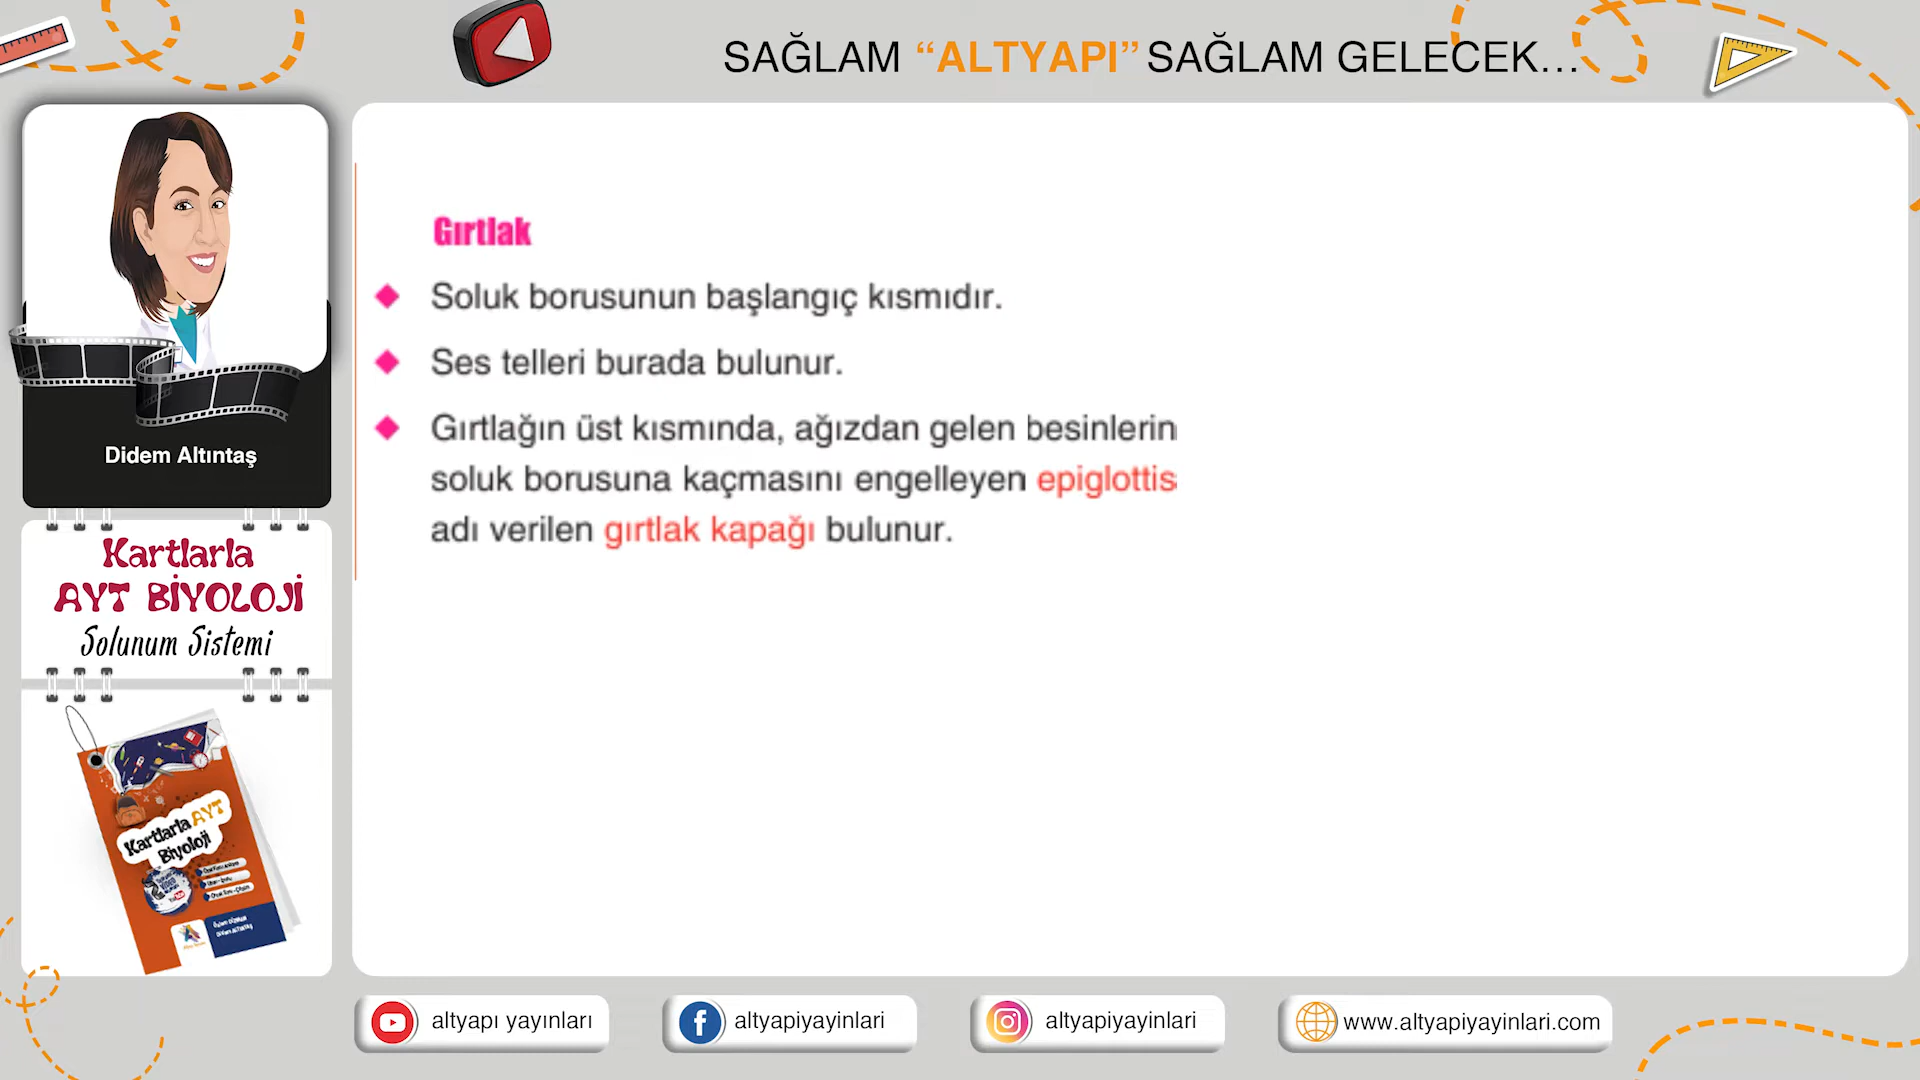 SAĞLAM “ALTYAPI” SAĞLAM GELECEK...
Didem Altıntaş
Kartlarla
AYT BİYOLOJİ
Solunum Sistemi
Kartlarla AYT
Biyoloji
Gırtlak
Soluk borusunun başlangıç kısmıdır.
Ses telleri burada bulunur.
Gırtlağın üst kısmında, ağızdan gelen besinlerin
soluk borusuna kaçmasını engelleyen epiglottis
adı verilen gırtlak kapağı bulunur.
altyapı yayınları
altyapiyayinlari
altyapiyayinlari
www.altyapiyayinlari.com